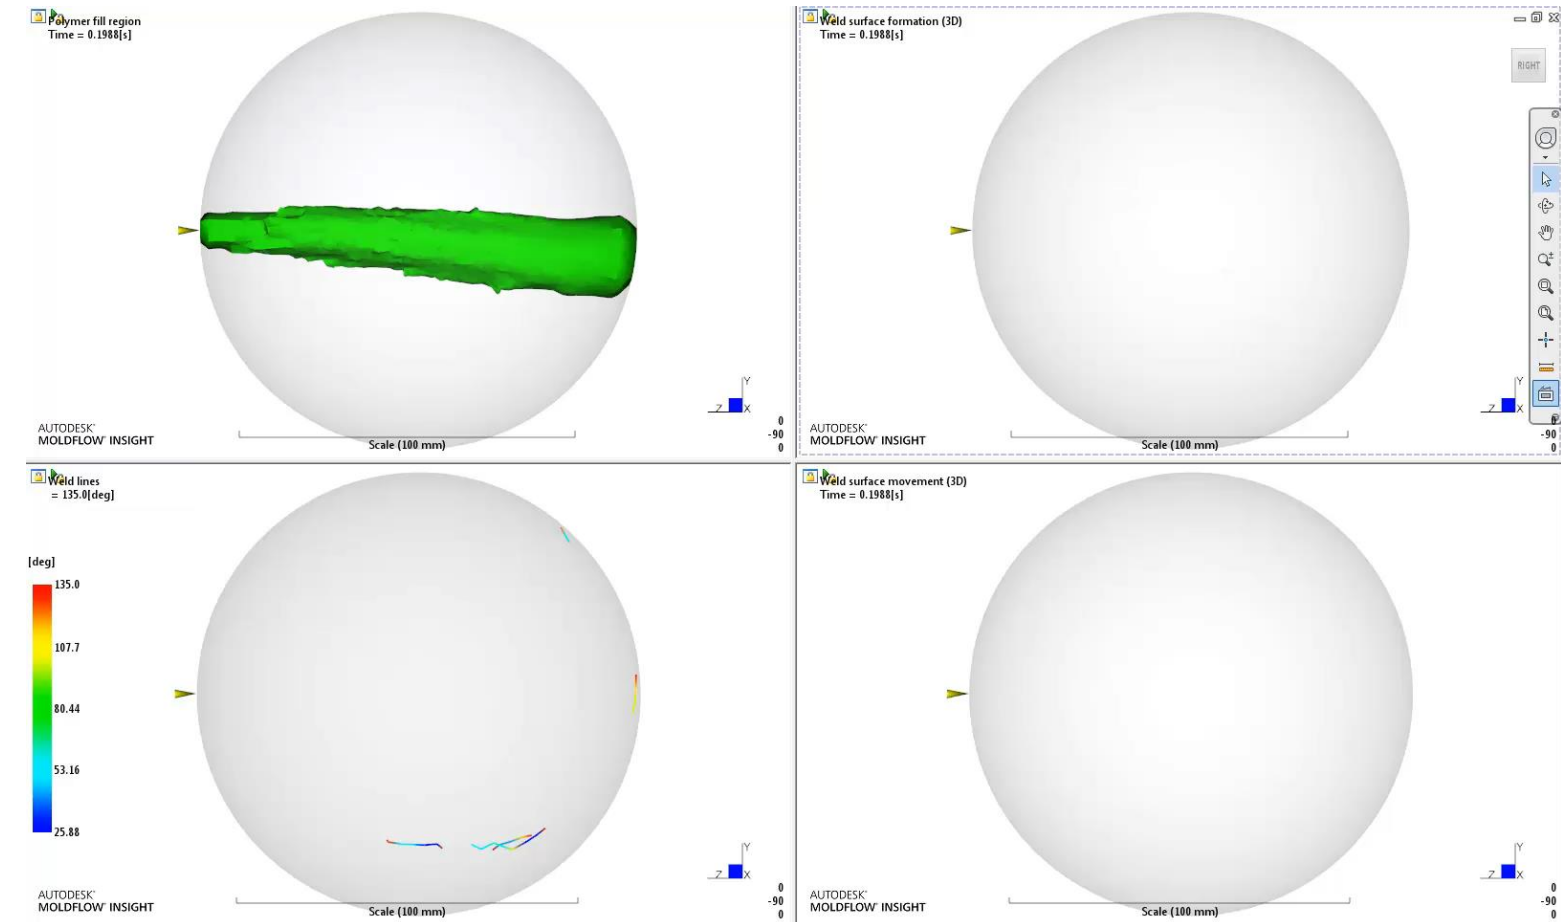 Polymer fill region
Time = 0.1988[s]
Z
Y
X
AUTODESK®
MOLDFLOW® INSIGHT
Scale (100 mm)
0
-90
0
Weld surface formation (3D)
Time = 0.1988[s]
RIGHT
Z
Y
X
AUTODESK®
MOLDFLOW® INSIGHT
Scale (100 mm)
-90
0
Weld lines
= 135.0[deg]
[deg]
135.0
107.7
80.44
53.16
25.88
Z
Y
X
AUTODESK®
MOLDFLOW® INSIGHT
Scale (100 mm)
0
-90
0
Weld surface movement (3D)
Time = 0.1988[s]
Z
Y
X
AUTODESK®
MOLDFLOW® INSIGHT
Scale (100 mm)
0
-90
0